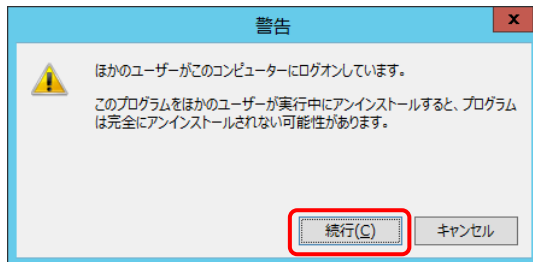 警告
x
ほかのユーザーがこのコンピューターにログオンしています。
このプログラムをほかのユーザーが実行中にアンインストールすると、プログラム
は完全にアンインストールされない可能性があります。
続行(C) キャンセル